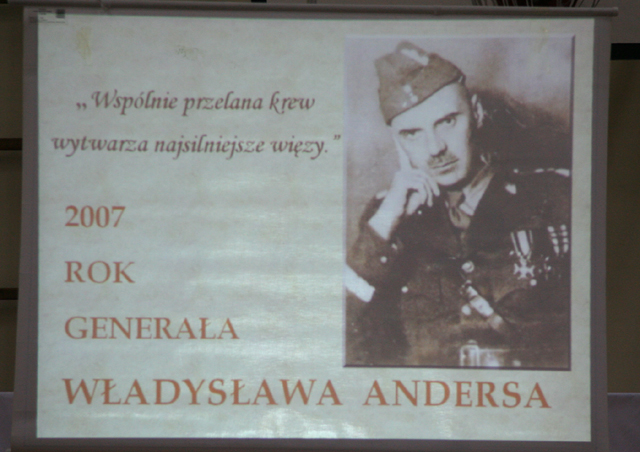 „Wspólnie przelana krew
wytwarza najsilniejsze więzy.”
2007
ROK
GENERAŁA
WŁADYSŁAWA ANDERSA